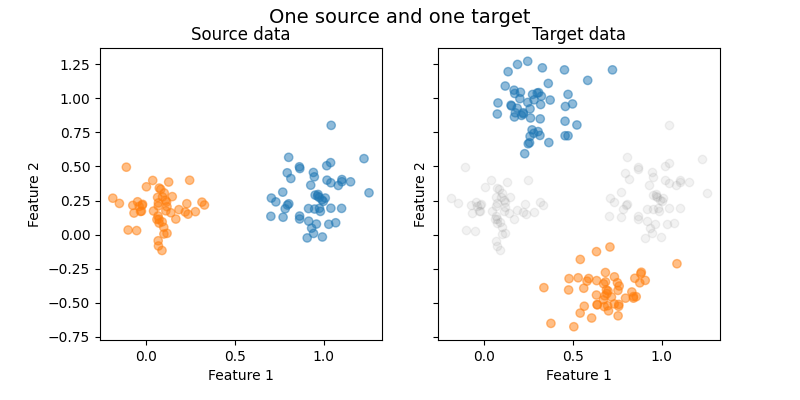 One source and one target
Source data
Target data
1.25
1.00
0.75
0.50
0.25
0.00
−0.25
−0.50
−0.75
Feature 2
0.0 0.5 1.0
Feature 1
Feature 2
0.0 0.5 1.0
Feature 1